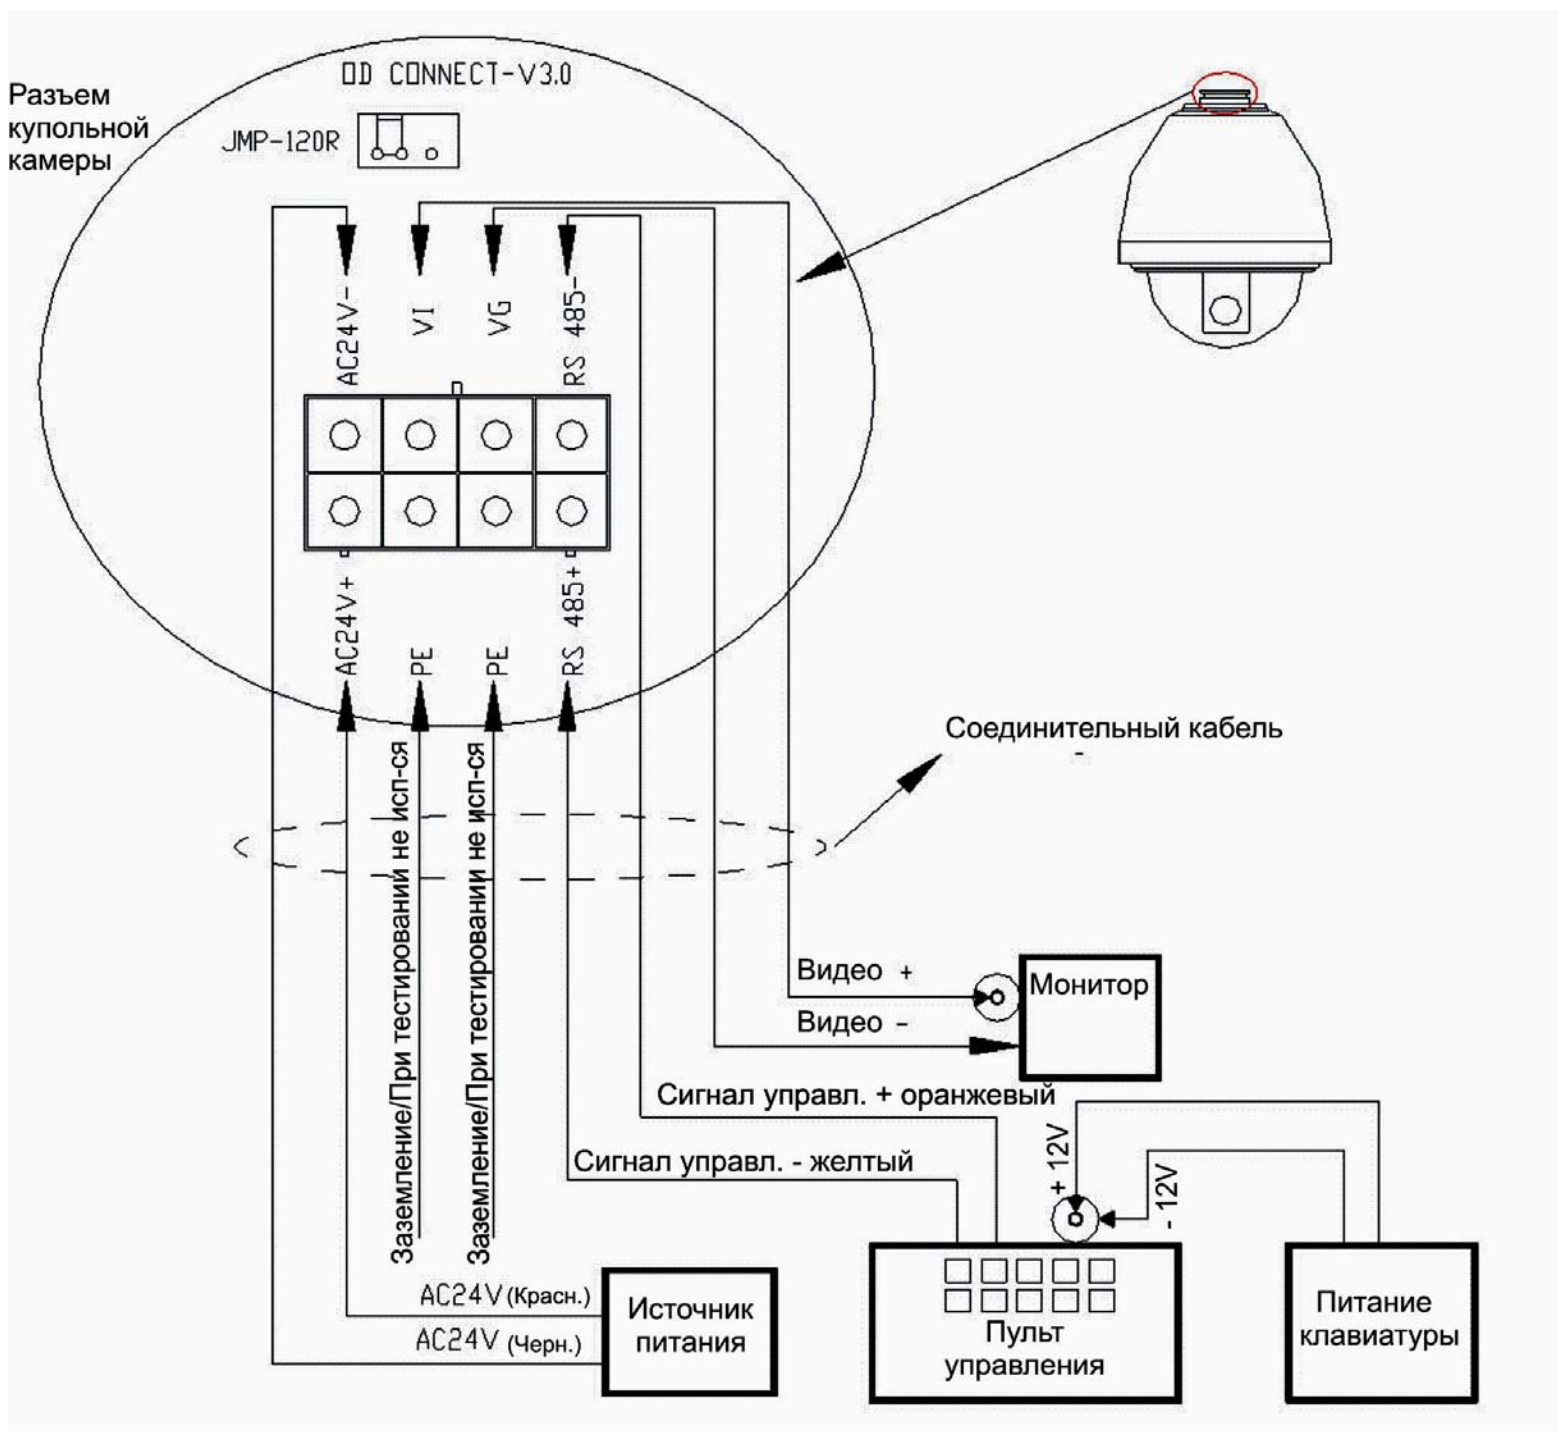 OD CONNECT-V3.0
Разъем
купольной
камеры
JMP-120R
AC24V-
VI
VG
RS 485-
AC24V+
PE
PE
RS 485+
Соединительный кабель
-
Заземление/При тестировании не исп-ся
Заземление/При тестировании не исп-ся
Видео +
Монитор
Видео -
Сигнал управл. + оранжевый
+ 12V
- 12V
Сигнал управл. - желтый
AC24V (Красн.)
AC24V (Черн.)
Источник
питания
Пульт
управления
Питание
клавиатуры